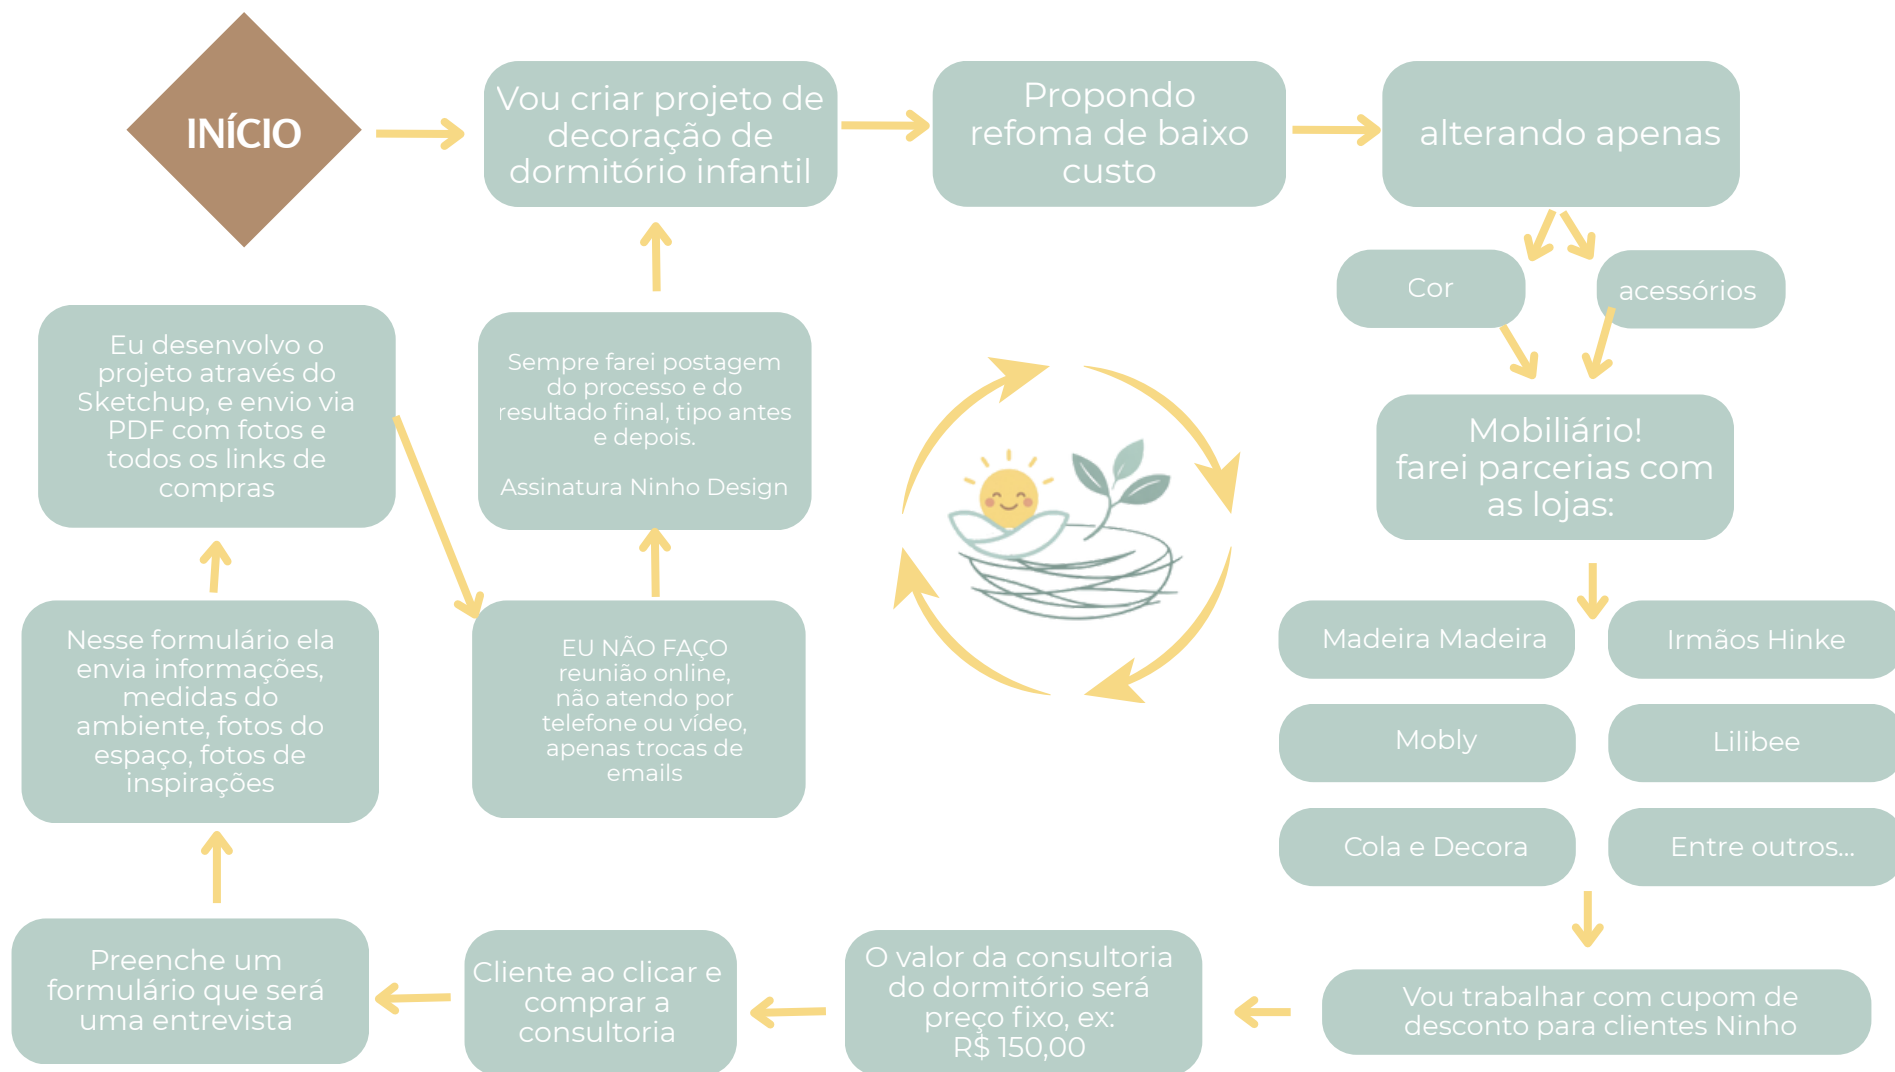 INÍCIO
Vou criar projeto de
decoração de
dormitório infantil
Propondo
refoma de baixo
custo
alterando apenas
Cor
acessórios
Mobiliário!
farei parcerias com
as lojas:
Madeira Madeira
Irmãos Hinke
Mobly
Lilibee
Cola e Decora
Entre outros...
Vou trabalhar com cupom de
desconto para clientes Ninho
O valor da consultoria
do dormitório será
preço fixo, ex:
R$ 150,00
Cliente ao clicar e
comprar a
consultoria
Preenche um
formulário que será
uma entrevista
Nesse formulário ela
envia informações,
medidas do
ambiente, fotos do
espaço, fotos de
inspirações
Eu desenvolvo o
projeto através do
Sketchup, e envio via
PDF com fotos e
todos os links de
compras
EU NÃO FAÇO
reunião online,
não atendo por
telefone ou vídeo,
apenas trocas de
emails
Sempre farei postagem
do processo e do
resultado final, tipo antes
e depois.
Assinatura Ninho Design